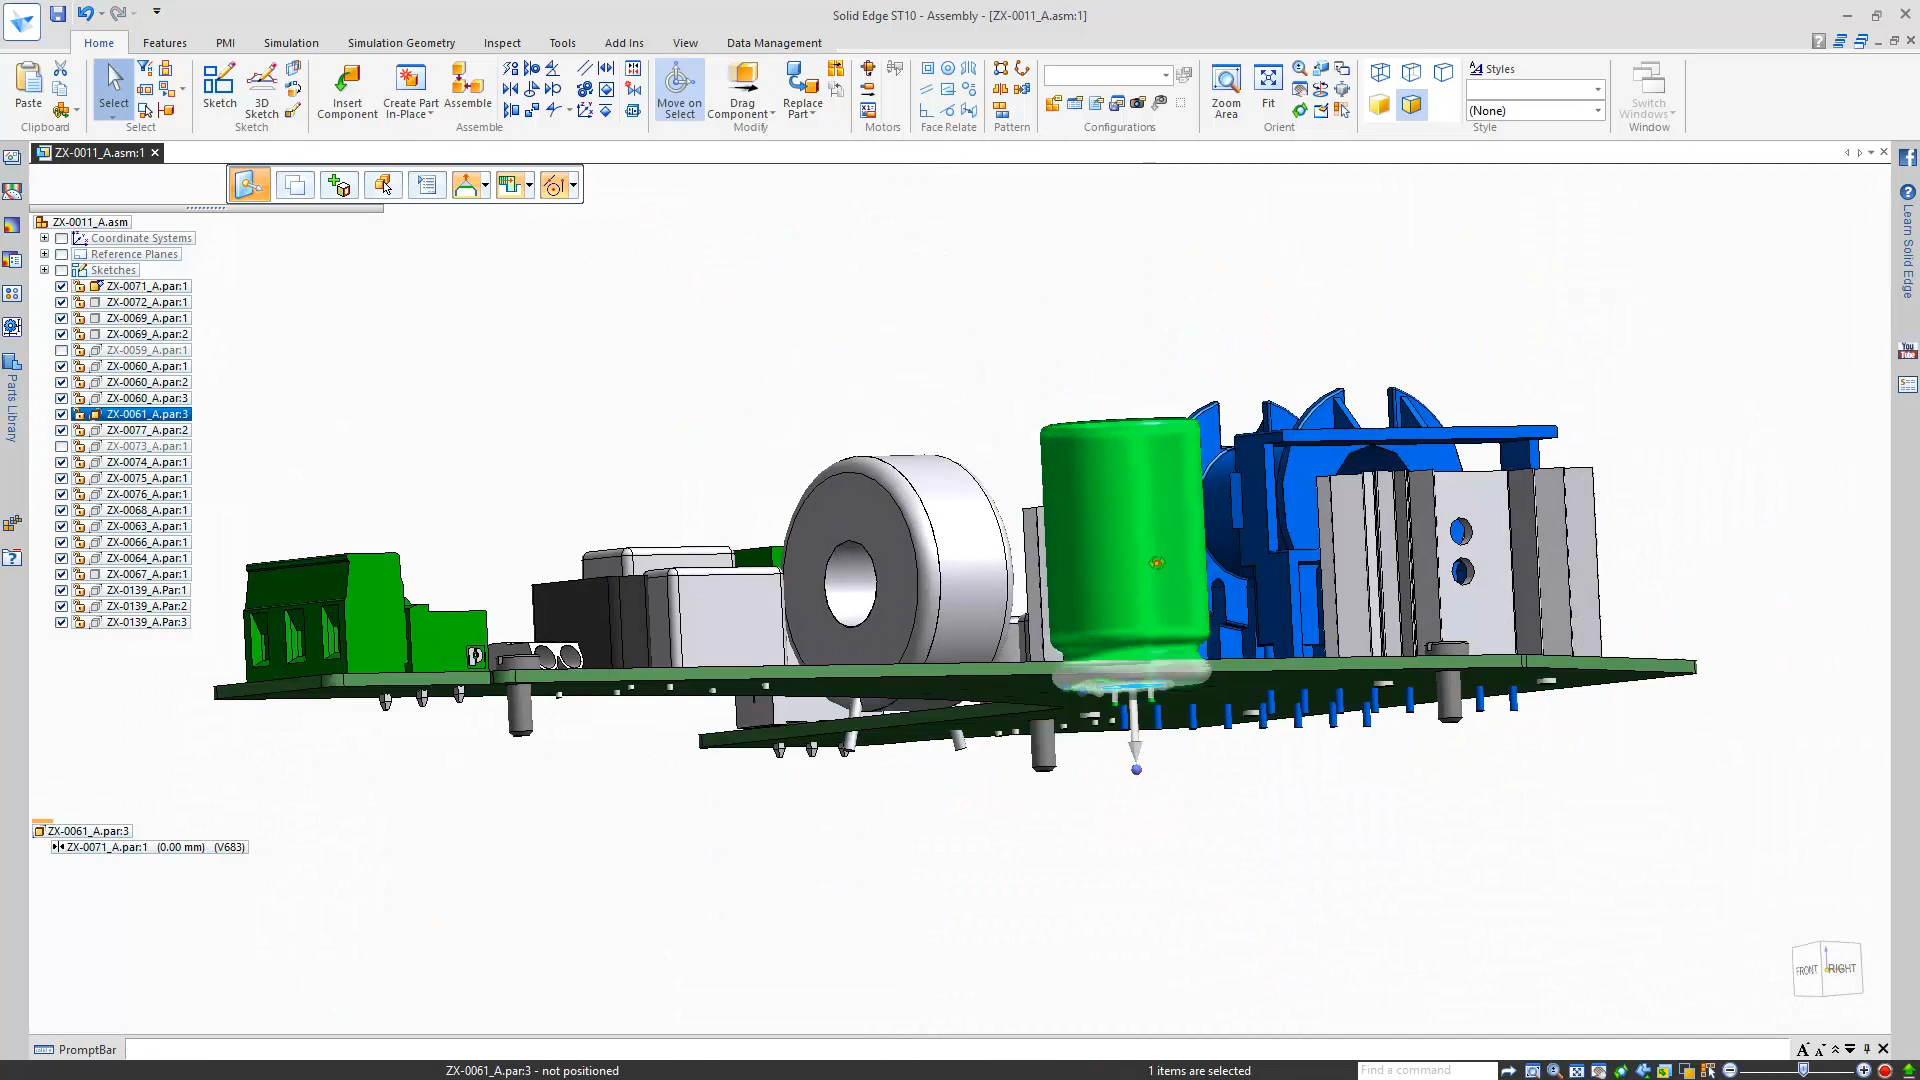 Solid Edge ST10 - Assembly - [ZX-0011_A.asm:1]
Home
Features
PMI
Simulation
Simulation Geometry
Inspect
Tools
Add Ins
View
Data Management
Paste
Clipboard
Select
Select
Sketch
3D Sketch
Sketch
Insert Component
Create Part In-Place
Assemble
Assemble
Move on Select
Drag Component
Replace Part
Modify
Motors
Face Relate
Pattern
Configurations
Zoom Area
Fit
Orient
Styles
(None)
Style
Switch Windows
Window
ZX-0011_A.asm:1
ZX-0011_A.asm
Coordinate Systems
Reference Planes
Sketches
ZX-0071_A.par:1
ZX-0072_A.par:1
ZX-0069_A.par:1
ZX-0069_A.par:2
ZX-0059_A.par:1
ZX-0060_A.par:1
ZX-0060_A.par:2
ZX-0060_A.par:3
ZX-0061_A.par:3
ZX-0077_A.par:2
ZX-0073_A.par:1
ZX-0074_A.par:1
ZX-0075_A.par:1
ZX-0076_A.par:1
ZX-0068_A.par:1
ZX-0063_A.par:1
ZX-0066_A.par:1
ZX-0064_A.par:1
ZX-0067_A.par:1
ZX-0139_A.Par:1
ZX-0139_A.Par:2
ZX-0139_A.Par:3
Parts Library
Learn Solid Edge
You Tube
ZX-0061_A.par:3
ZX-0071_A.par:1 (0.00 mm) (V683)
FRONT
RIGHT
PromptBar
ZX-0061_A.par:3 - not positioned
1 items are selected
Find a command